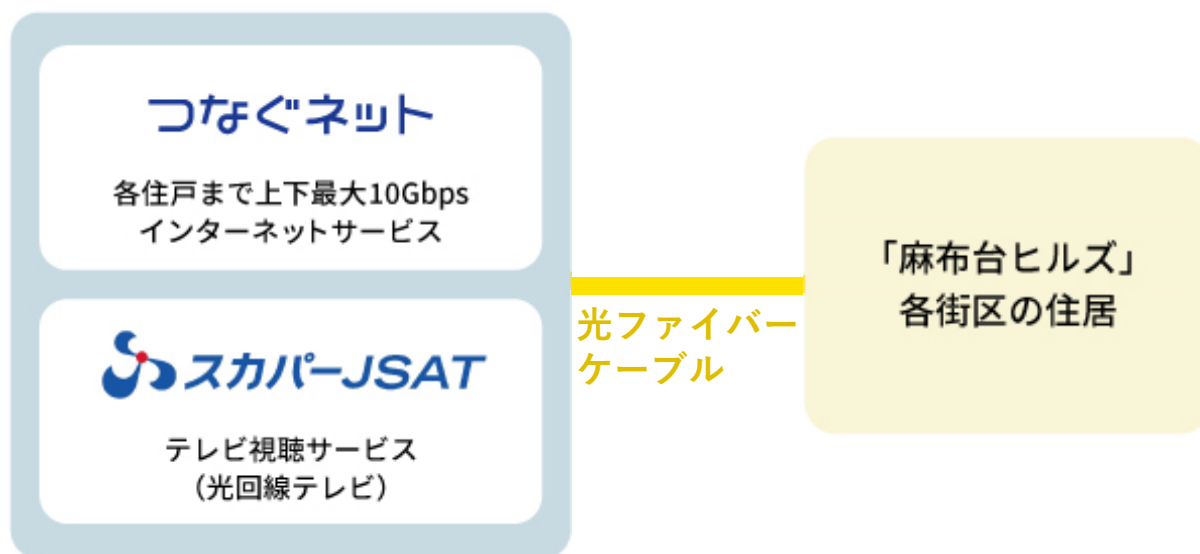 つなぐネット
各住戸まで上下最大10Gbps
インターネットサービス
スカパーJSAT
テレビ視聴サービス
（光回線テレビ）
光ファイバー
ケーブル
「麻布台ヒルズ」
各街区の住居